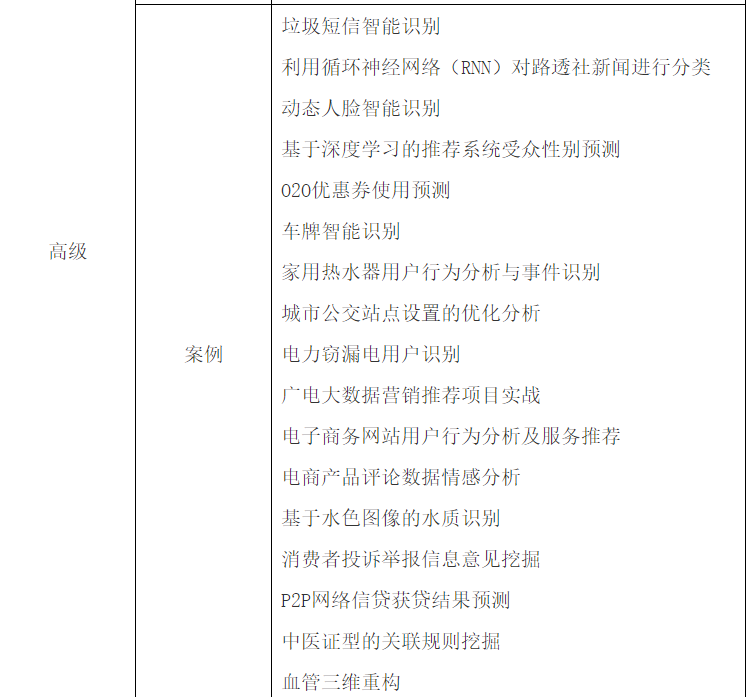 垃圾短信智能识别
利用循环神经网络（RNN）对路透社新闻进行分类
动态人脸智能识别
基于深度学习的推荐系统受众性别预测
O2O优惠券使用预测
车牌智能识别
高级
家用热水器用户行为分析与事件识别
城市公交站点设置的优化分析
案例
电力窃漏电用户识别
广电大数据营销推荐项目实战
电子商务网站用户行为分析及服务推荐
电商产品评论数据情感分析
基于水色图像的水质识别
消费者投诉举报信息意见挖掘
P2P网络信贷获贷结果预测
中医证型的关联规则挖掘
血管三维重构